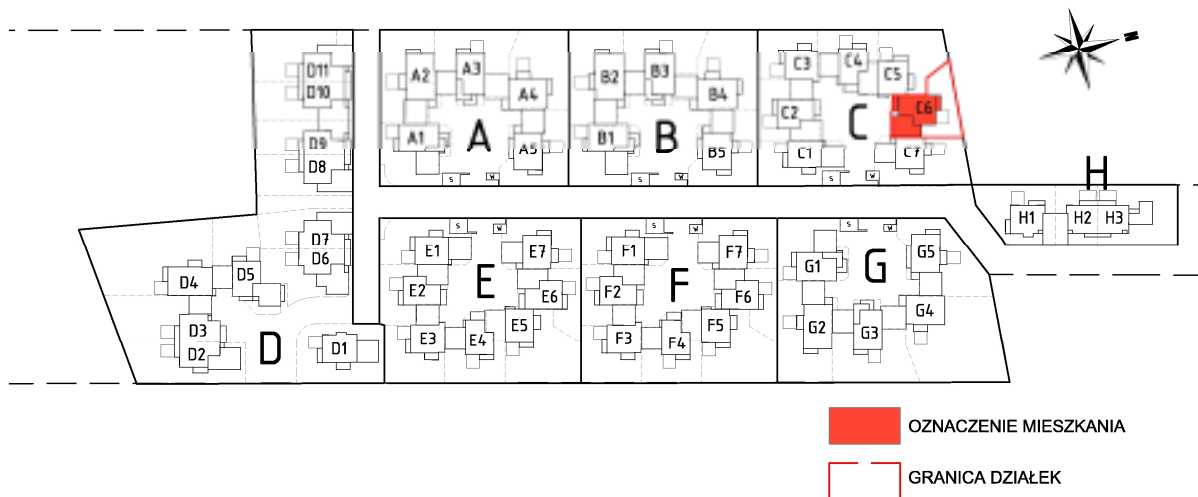 N
D11
D10
D9
D8
D7
D6
D5
D4
D3
D2
D1
D
A2
A3
A4
A1
A5
A
S
W
B2
B3
B4
B1
B5
B
S
W
C3
C4
C5
C6
C2
C1
C7
C
S
W
H
H1
H2
H3
S
W
E1
E7
E2
E6
E3
E4
E5
E
S
W
F1
F7
F2
F6
F3
F4
F5
F
S
W
G1
G5
G2
G3
G4
G
OZNACZENIE MIESZKANIA
GRANICA DZIAŁEK